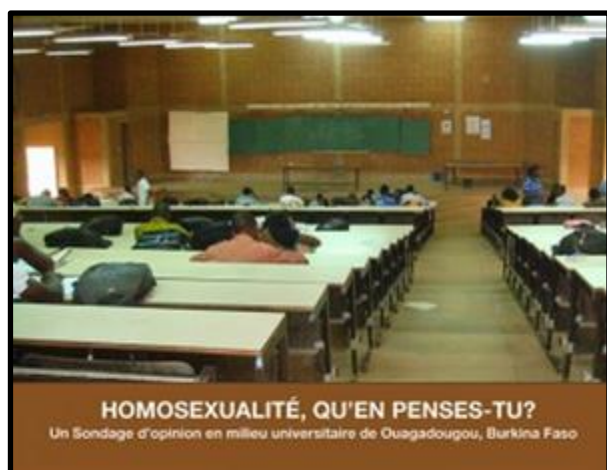 HOMOSEXUALITÉ, QU'EN PENSES-TU?
Un Sondage d'opinion en milieu universitaire de Ouagadougou, Burkina Faso